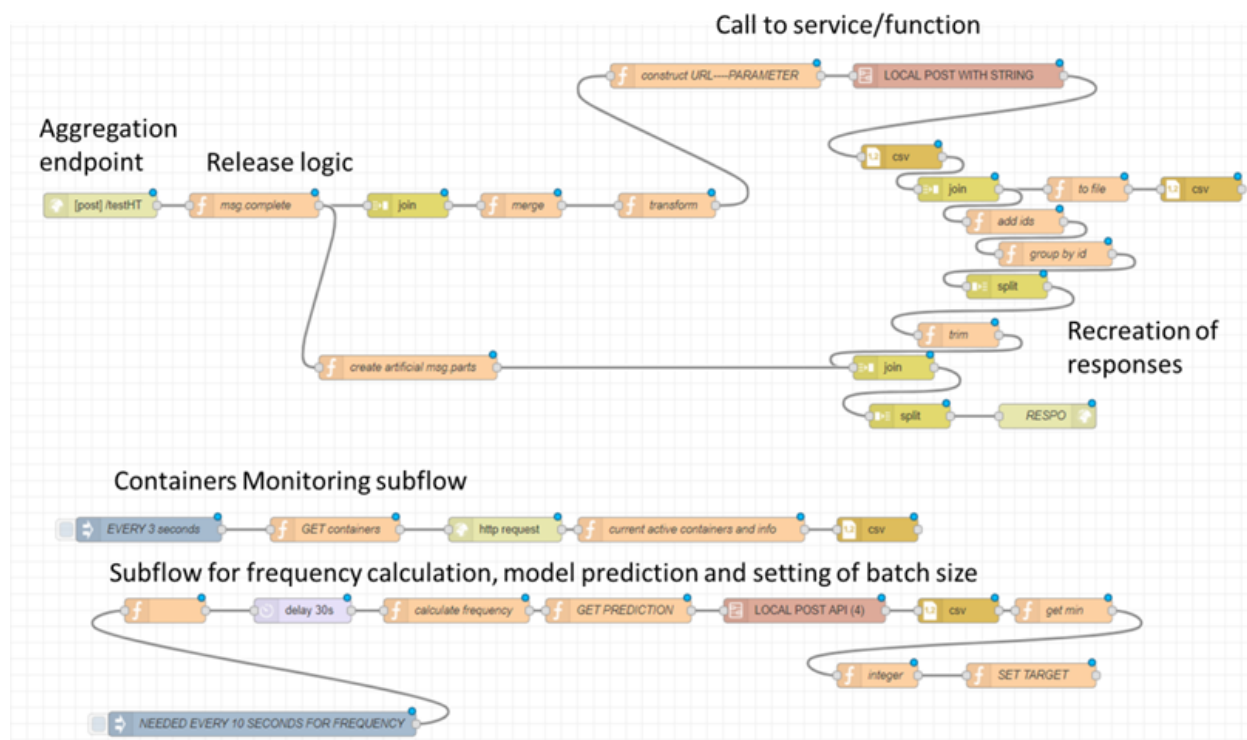 Call to service/function
construct URL----PARAMETER
LOCAL POST WITH STRING
Aggregation
endpoint
Release logic
csv
[post] /testHT
msg.complete
join
merge
transform
join
to file
csv
add ids
group by id
split
trim
Recreation of
responses
create artificial msg.parts
join
split
RESPO
Containers Monitoring subflow
EVERY 3 seconds
GET containers
http request
current active containers and info
csv
Subflow for frequency calculation, model prediction and setting of batch size
delay 30s
calculate frequency
GET PREDICTION
LOCAL POST API (4)
csv
get min
integer
SET TARGET
NEEDED EVERY 10 SECONDS FOR FREQUENCY